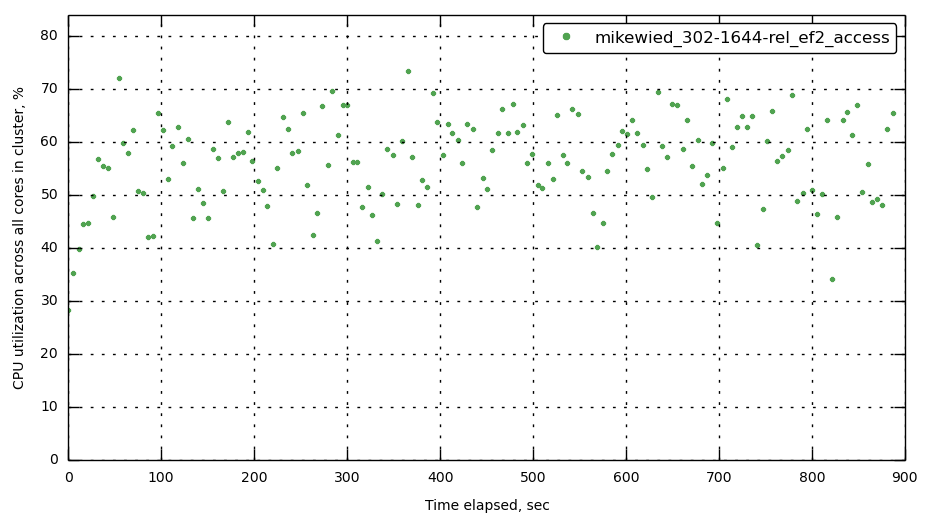 mikewied_302-1644-rel_ef2_access
CPU utilization across all cores in cluster, %
80
70
60
50
40
30
20
10
0
0 100 200 300 400 500 600 700 800 900
Time elapsed, sec